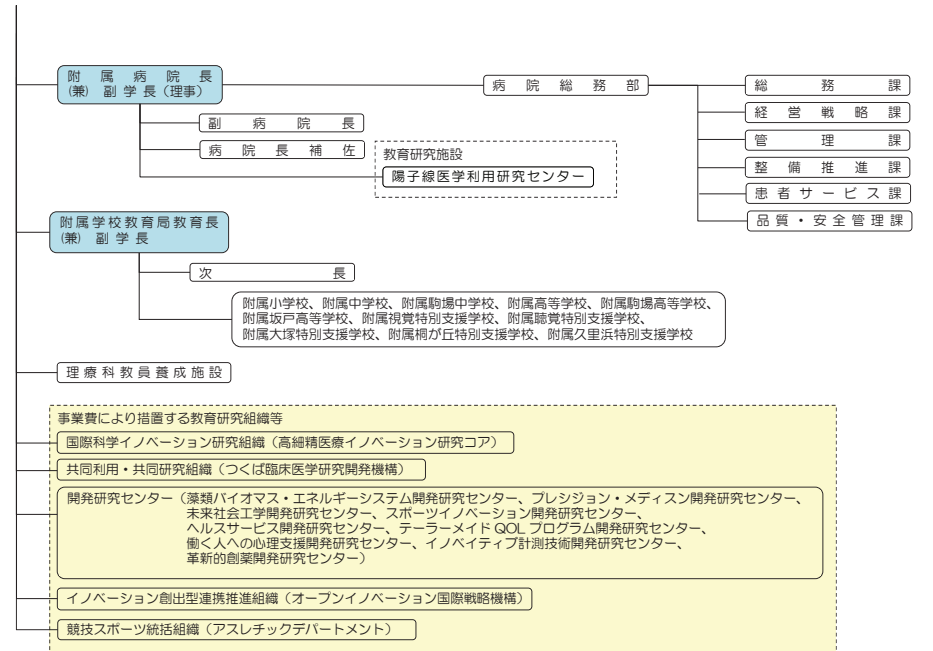 附属病院長
(兼) 副学長（理事）
病院総務部
総務課
経営戦略課
管理課
整備推進課
患者サービス課
品質・安全管理課
副病院長
病院長補佐
教育研究施設
陽子線医学利用研究センター
附属学校教育局教育長
(兼) 副学長
次長
附属小学校、附属中学校、附属駒場中学校、附属高等学校、附属駒場高等学校、
附属坂戸高等学校、附属視覚特別支援学校、附属聴覚特別支援学校、
附属大塚特別支援学校、附属桐が丘特別支援学校、附属久里浜特別支援学校
理療科教員養成施設
事業費により措置する教育研究組織等
国際科学イノベーション研究組織（高細精医療イノベーション研究コア）
共同利用・共同研究組織（つくば臨床医学研究開発機構）
開発研究センター（藻類バイオマス・エネルギーシステム開発研究センター、プレシジョン・メディスン開発研究センター、
未来社会工学開発研究センター、スポーツイノベーション開発研究センター、
ヘルスサービス開発研究センター、テーラーメイドQOLプログラム開発研究センター、
働く人への心理支援開発研究センター、イノベイティブ計測技術開発研究センター、
革新的創薬開発研究センター）
イノベーション創出型連携推進組織（オープンイノベーション国際戦略機構）
競技スポーツ統括組織（アスレチックデパートメント）